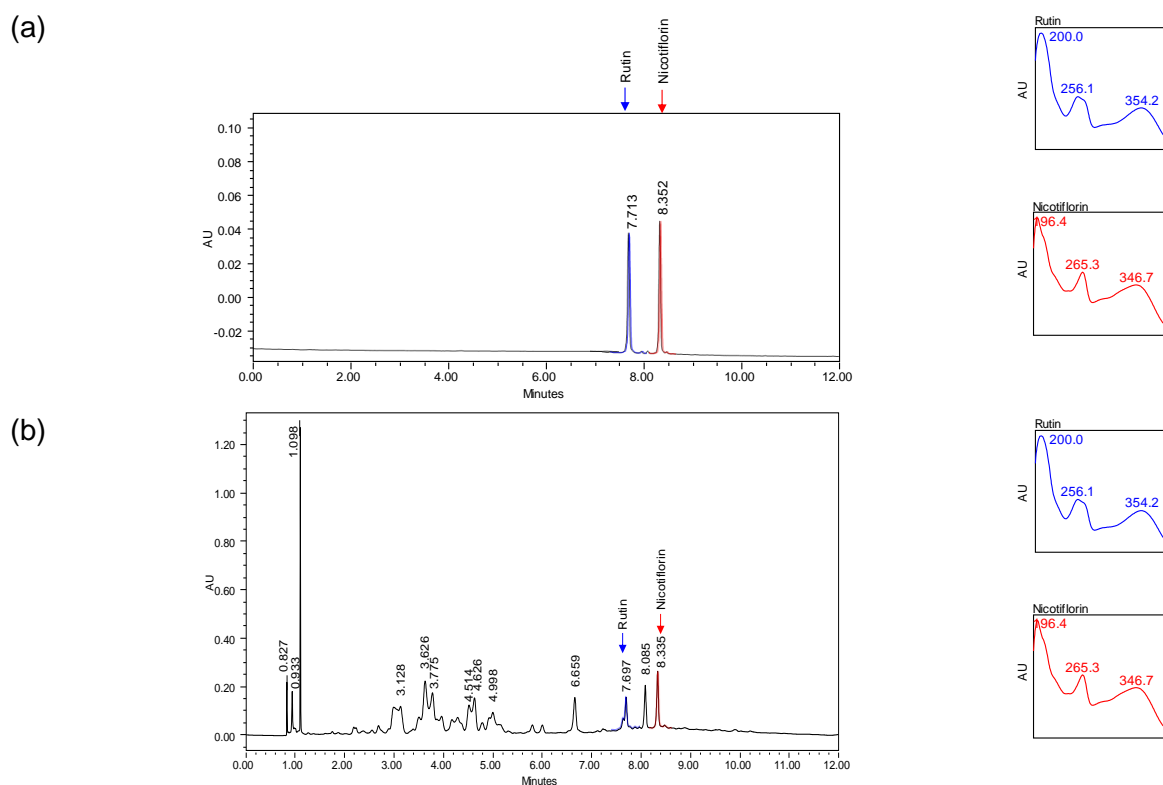 (a)
Rutin
Nicotiflorin
0.10
0.08
0.06
0.04
0.02
0.00
-0.02
AU
7.713
8.352
0.00 2.00 4.00 6.00 8.00 10.00 12.00
Minutes
Rutin
200.0
256.1
354.2
AU
Nicotiflorin
196.4
265.3
346.7
AU
(b)
1.20
1.00
0.80
0.60
0.40
0.20
0.00
AU
0.827
0.933
1.098
3.128
3.626
3.775
4.514
4.626
4.998
6.659
Rutin
7.697
8.085
Nicotiflorin
8.335
0.00 1.00 2.00 3.00 4.00 5.00 6.00 7.00 8.00 9.00 10.00 11.00 12.00
Minutes
Rutin
200.0
256.1
354.2
AU
Nicotiflorin
196.4
265.3
346.7
AU